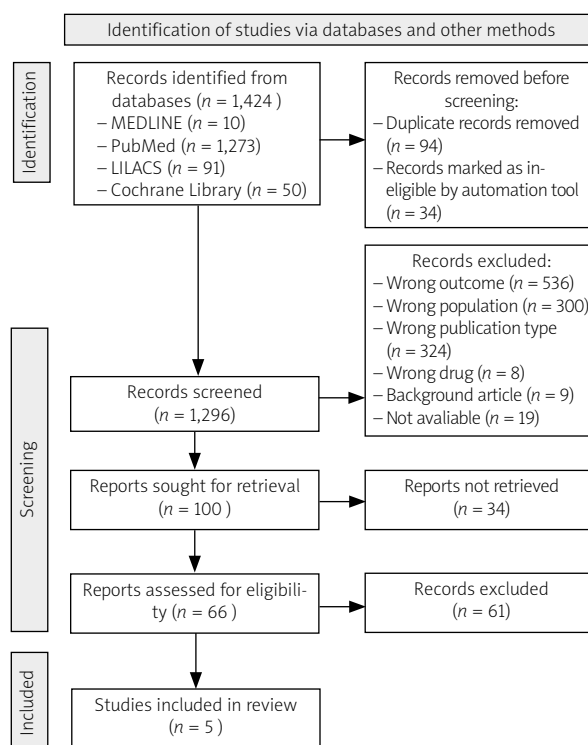 Identification of studies via databases and other methods
Identification
Records identified from
databases (n = 1,424 )
– MEDLINE (n = 10)
– PubMed (n = 1,273)
– LILACS (n = 91)
– Cochrane Library (n = 50)
Records removed before
screening:
– Duplicate records removed
(n = 94)
– Records marked as in-
eligible by automation tool
(n = 34)
Screening
Records screened
(n = 1,296)
Records excluded:
– Wrong outcome (n = 536)
– Wrong population (n = 300)
– Wrong publication type
(n = 324)
– Wrong drug (n = 8)
– Background article (n = 9)
– Not avaliable (n = 19)
Reports sought for retrieval
(n = 100 )
Reports not retrieved
(n = 34)
Reports assessed for eligibili-
ty (n = 66 )
Records excluded
(n = 61)
Included
Studies included in review
(n = 5 )